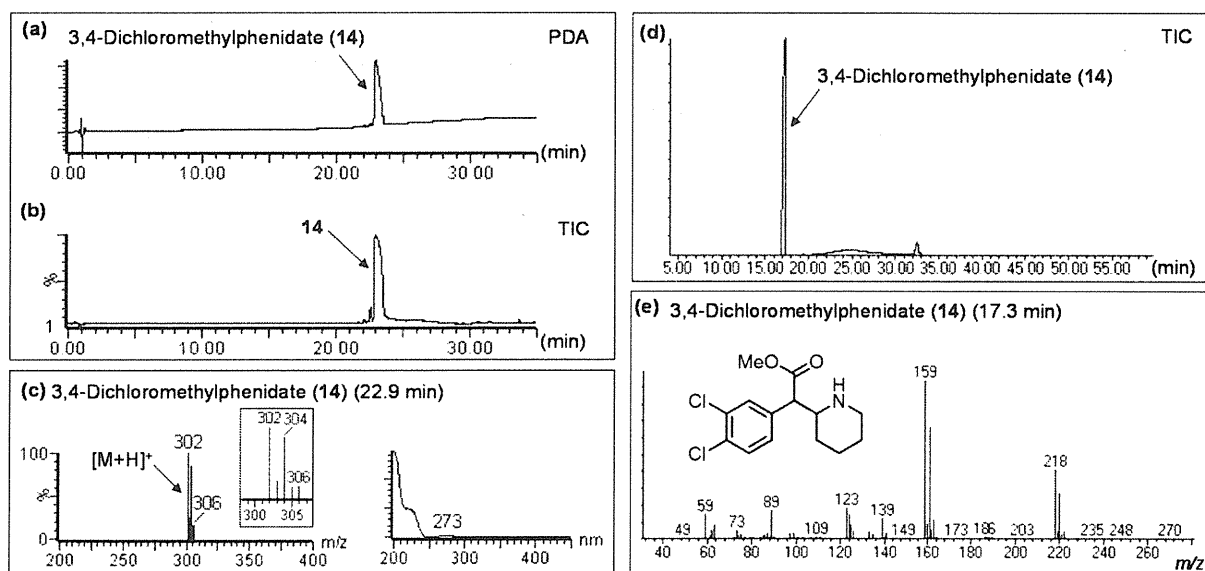 (a)
3,4-Dichloromethylphenidate (14)
PDA
0.00 10.00 20.00 30.00 (min)
(b)
14
TIC
%
1
0.00 10.00 20.00 30.00 (min)
(c) 3,4-Dichloromethylphenidate (14) (22.9 min)
100
%
0
[M+H]+
302
306
302 304
306
300 305
200 250 300 350 400 m/z
273
200 300 400 nm
(d)
TIC
3,4-Dichloromethylphenidate (14)
5.00 10.00 15.00 20.00 25.00 30.00 35.00 40.00 45.00 50.00 55.00 (min)
(e) 3,4-Dichloromethylphenidate (14) (17.3 min)
MeO O
H
N
Cl
Cl
49 59 73 89 109 123 139 149 159 173 186 203 218 235 248 270
40 60 80 100 120 140 160 180 200 220 240 260 m/z